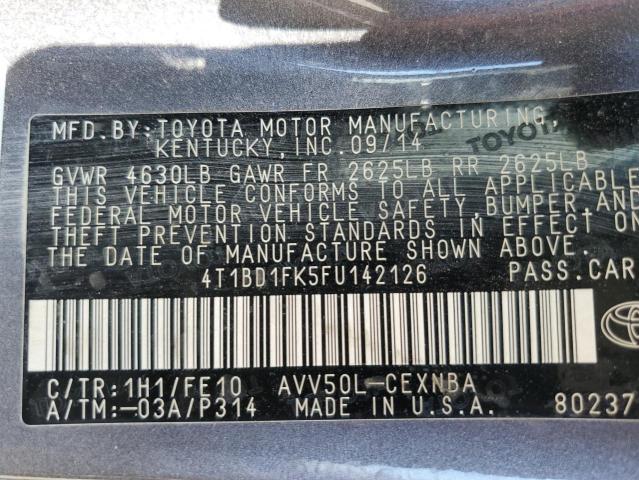 MFD. BY: TOYOTA MOTOR MANUFACTURING,
KENTUCKY, INC. 09/14
TOYOTA
GVWR 4630LB GAWR FR 2625LB RR 2625LB
THIS VEHICLE CONFORMS TO ALL APPLICABLE
FEDERAL MOTOR VEHICLE SAFETY, BUMPER, AND
THEFT PREVENTION STANDARDS IN EFFECT ON
THE DATE OF MANUFACTURE SHOWN ABOVE.
4T1BD1FK5FU142126 PASS. CAR
C/TR: 1H1/FE10 AVV50L-CEXNBA
A/TM: -03A/P314 MADE IN U.S.A. 80237